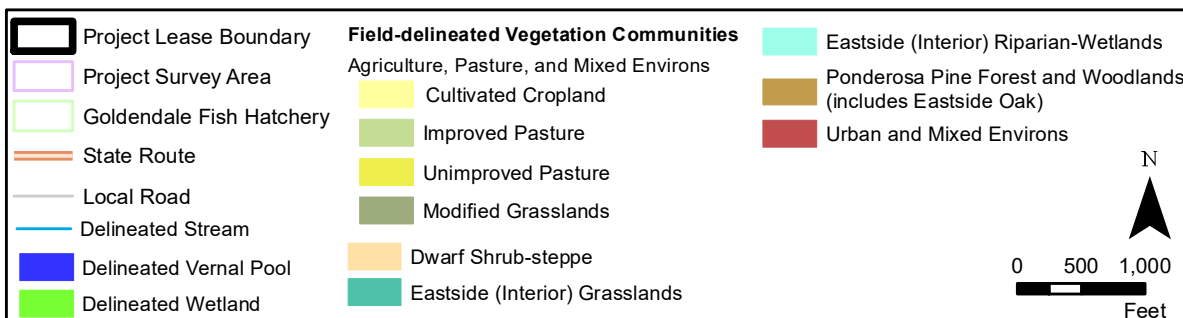 Project Lease Boundary
Project Survey Area
Goldendale Fish Hatchery
State Route
Local Road
Delineated Stream
Delineated Vernal Pool
Delineated Wetland
Field-delineated Vegetation Communities
Agriculture, Pasture, and Mixed Environs
Cultivated Cropland
Improved Pasture
Unimproved Pasture
Modified Grasslands
Dwarf Shrub-steppe
Eastside (Interior) Grasslands
Eastside (Interior) Riparian-Wetlands
Ponderosa Pine Forest and Woodlands
(includes Eastside Oak)
Urban and Mixed Environs
N
0 500 1,000
Feet